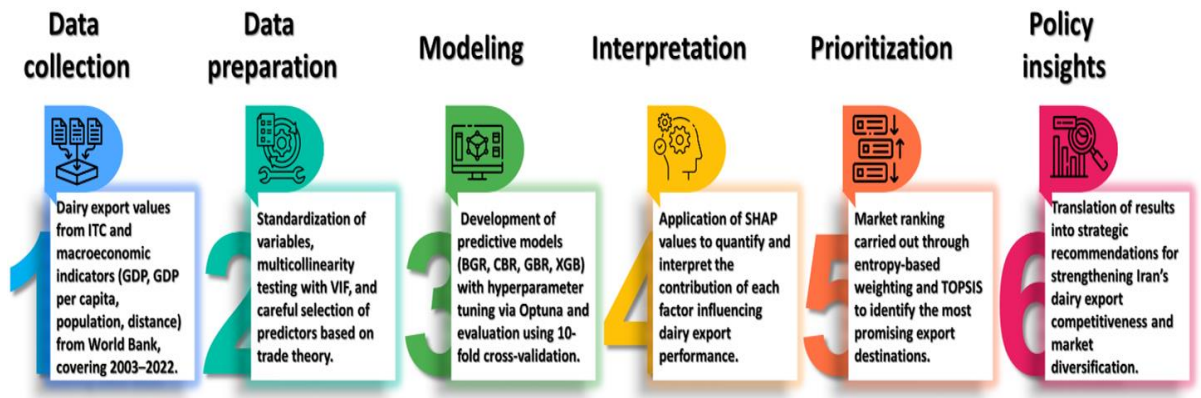 Data
collection
Data
preparation
Modeling
Interpretation
Prioritization
Policy
insights
1
Dairy export values
from ITC and
macroeconomic
indicators (GDP, GDP
per capita,
population, distance)
from World Bank,
covering 2003–2022.
2
Standardization of
variables,
multicollinearity
testing with VIF, and
careful selection of
predictors based on
trade theory.
3
Development of
predictive models
(BGR, CBR, GBR, XGB)
with hyperparameter
tuning via Optuna and
evaluation using 10-
fold cross-validation.
4
Application of SHAP
values to quantify and
interpret the
contribution of each
factor influencing
dairy export
performance.
5
Market ranking
carried out through
entropy-based
weighting and TOPSIS
to identify the most
promising export
destinations.
6
Translation of results
into strategic
recommendations for
strengthening Iran’s
dairy export
competitiveness and
market
diversification.